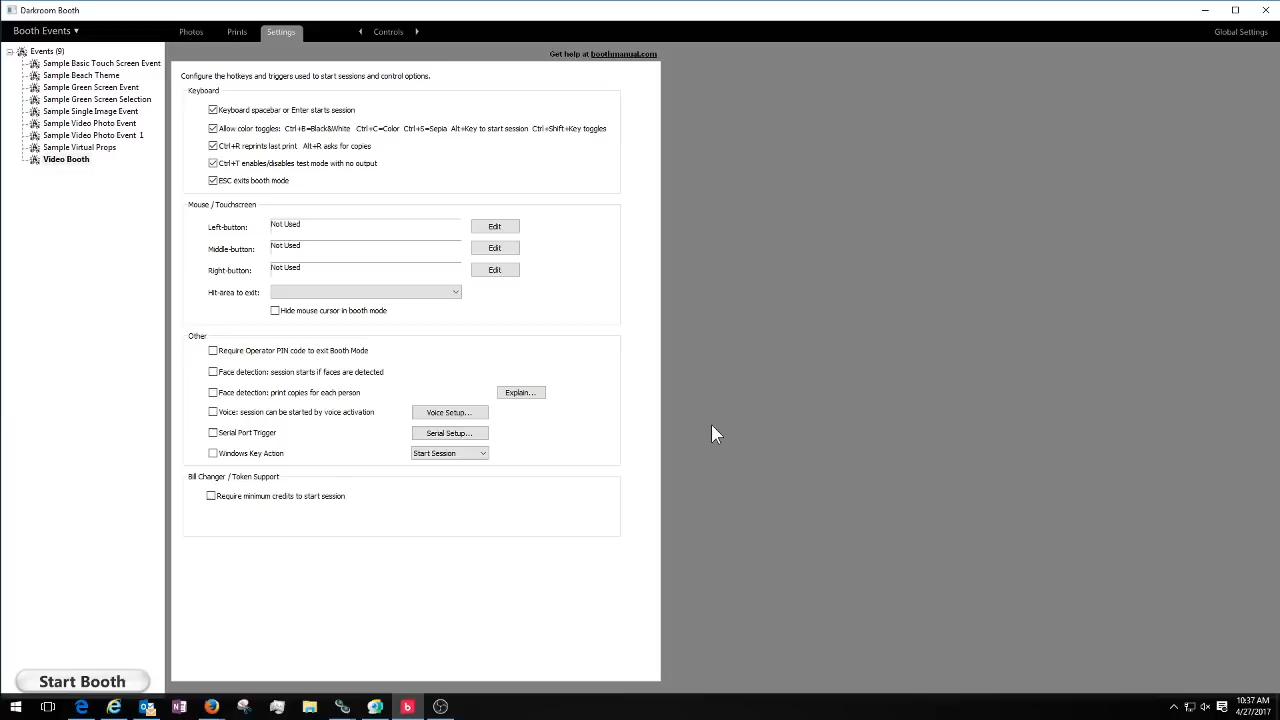 Darkroom Booth
Booth Events ▾ Photos Prints Settings Controls Global Settings
Get help at boothmanual.com
Events (9)
Sample Basic Touch Screen Event
Sample Beach Theme
Sample Green Screen Event
Sample Green Screen Selection
Sample Single Image Event
Sample Video Photo Event
Sample Video Photo Event 1
Sample Virtual Props
Video Booth
Configure the hotkeys and triggers used to start sessions and control options.
Keyboard
Keyboard spacebar or Enter starts session
Allow color toggles: Ctrl+B=Black&White Ctrl+C=Color Ctrl+S=Sepia Alt+Key to start session Ctrl+Shift+Key toggles
Ctrl+R reprints last print Alt+R asks for copies
Ctrl+T enables/disables test mode with no output
ESC exits booth mode
Mouse / Touchscreen
Left-button: Not Used Edit
Middle-button: Not Used Edit
Right-button: Not Used Edit
Hit-area to exit:
Hide mouse cursor in booth mode
Other
Require Operator PIN code to exit Booth Mode
Face detection: session starts if faces are detected
Face detection: print copies for each person Explain...
Voice: session can be started by voice activation Voice Setup...
Serial Port Trigger Serial Setup...
Windows Key Action Start Session
Bill Changer / Token Support
Require minimum credits to start session
Start Booth
10:37 AM
4/27/2017